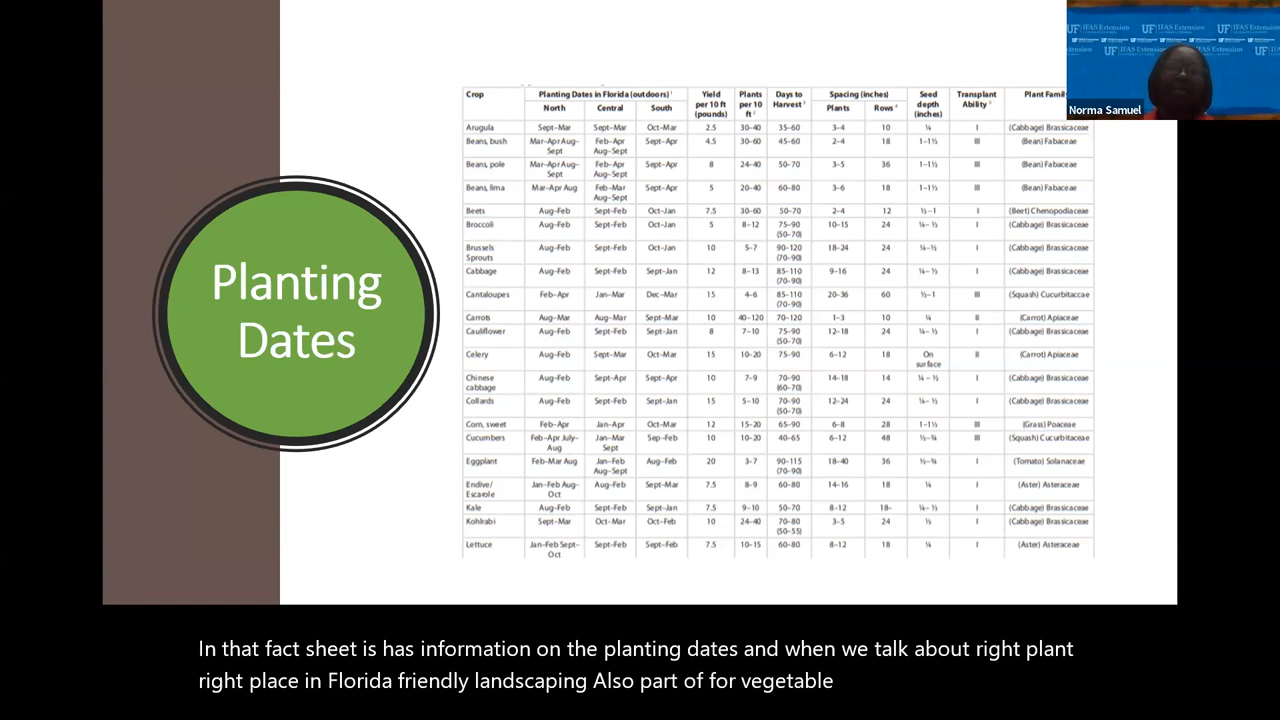 UF IFAS Extension UF IFAS Extension
Norma Samuel
Planting
Dates
Crop Planting Dates in Florida (outdoors) 1 Yield per 10 ft (pounds) Plants per 10 ft 2 Days to Harvest 3 Spacing (inches) Seed depth (inches) Transplant Ability 5 Plant Family
North Central South Plants Rows 4
Arugula Sept–Mar Sept–Mar Oct–Mar 2.5 30–40 35–60 3–4 10 ¼ I (Cabbage) Brassicaceae
Beans, bush Mar–Apr Aug–Sept Feb–Apr Aug–Sept Sept–Apr 4.5 30–60 45–60 2–4 18 1–1½ III (Bean) Fabaceae
Beans, pole Mar–Apr Aug–Sept Feb–Apr Aug–Sept Sept–Apr 8 24–40 50–70 3–5 36 1–1½ III (Bean) Fabaceae
Beans, lima Mar–Apr Aug Feb–Mar Aug–Sept Sept–Apr 5 20–40 60–80 3–6 18 1–1½ III (Bean) Fabaceae
Beets Aug–Feb Sept–Feb Oct–Jan 7.5 30–60 50–70 2–4 12 ½–1 I (Beet) Chenopodiaceae
Broccoli Aug–Feb Sept–Feb Oct–Jan 5 8–12 75–90 (50–70) 10–15 24 ¼–½ I (Cabbage) Brassicaceae
Brussels Sprouts Aug–Feb Sept–Feb Oct–Jan 10 5–7 90–120 (70–90) 18–24 24 ¼–½ I (Cabbage) Brassicaceae
Cabbage Aug–Feb Sept–Feb Sept–Jan 12 8–13 85–110 (70–90) 9–16 24 ¼–½ I (Cabbage) Brassicaceae
Cantaloupes Feb–Apr Jan–Mar Dec–Mar 15 4–6 85–110 (70–90) 20–36 60 ½–1 III (Squash) Cucurbitaceae
Carrots Aug–Mar Aug–Mar Sept–Mar 10 40–120 70–120 1–3 10 ¼ II (Carrot) Apiaceae
Cauliflower Aug–Feb Sept–Feb Sept–Jan 8 7–10 75–90 (50–70) 12–18 24 ¼–½ I (Cabbage) Brassicaceae
Celery Aug–Feb Sept–Mar Oct–Mar 15 10–20 75–90 6–12 18 On surface II (Carrot) Apiaceae
Chinese cabbage Aug–Feb Sept–Apr Sept–Apr 10 7–9 70–90 (60–70) 14–18 14 ¼–½ I (Cabbage) Brassicaceae
Collards Aug–Feb Sept–Feb Sept–Jan 15 5–10 70–90 (50–70) 12–24 24 ¼–½ I (Cabbage) Brassicaceae
Corn, sweet Feb–Apr Jan–Apr Oct–Mar 12 15–20 65–90 6–8 28 1–1½ III (Grass) Poaceae
Cucumbers Feb–Apr July–Aug Jan–Mar Sept Sep–Feb 10 10–20 40–65 6–12 48 ½–¾ III (Squash) Cucurbitaceae
Eggplant Feb–Mar Aug Jan–Feb Aug–Sept Aug–Feb 20 3–7 90–115 (70–90) 18–40 36 ½–¾ I (Tomato) Solanaceae
Endive/ Escarole Jan–Feb Aug–Oct Aug–Feb Sept–Mar 7.5 8–9 60–80 14–16 18 ¼ I (Aster) Asteraceae
Kale Aug–Feb Sept–Feb Sept–Jan 7.5 9–10 50–70 8–12 18– ¼–½ I (Cabbage) Brassicaceae
Kohlrabi Sept–Mar Oct–Mar Oct–Feb 10 24–40 70–80 (50–55) 3–5 24 ½ I (Cabbage) Brassicaceae
Lettuce Jan–Feb Sept–Oct Sept–Feb Sept–Feb 7.5 10–15 60–80 8–12 18 ¼ I (Aster) Asteraceae
In that fact sheet is has information on the planting dates and when we talk about right plant
right place in Florida friendly landscaping Also part of for vegetable